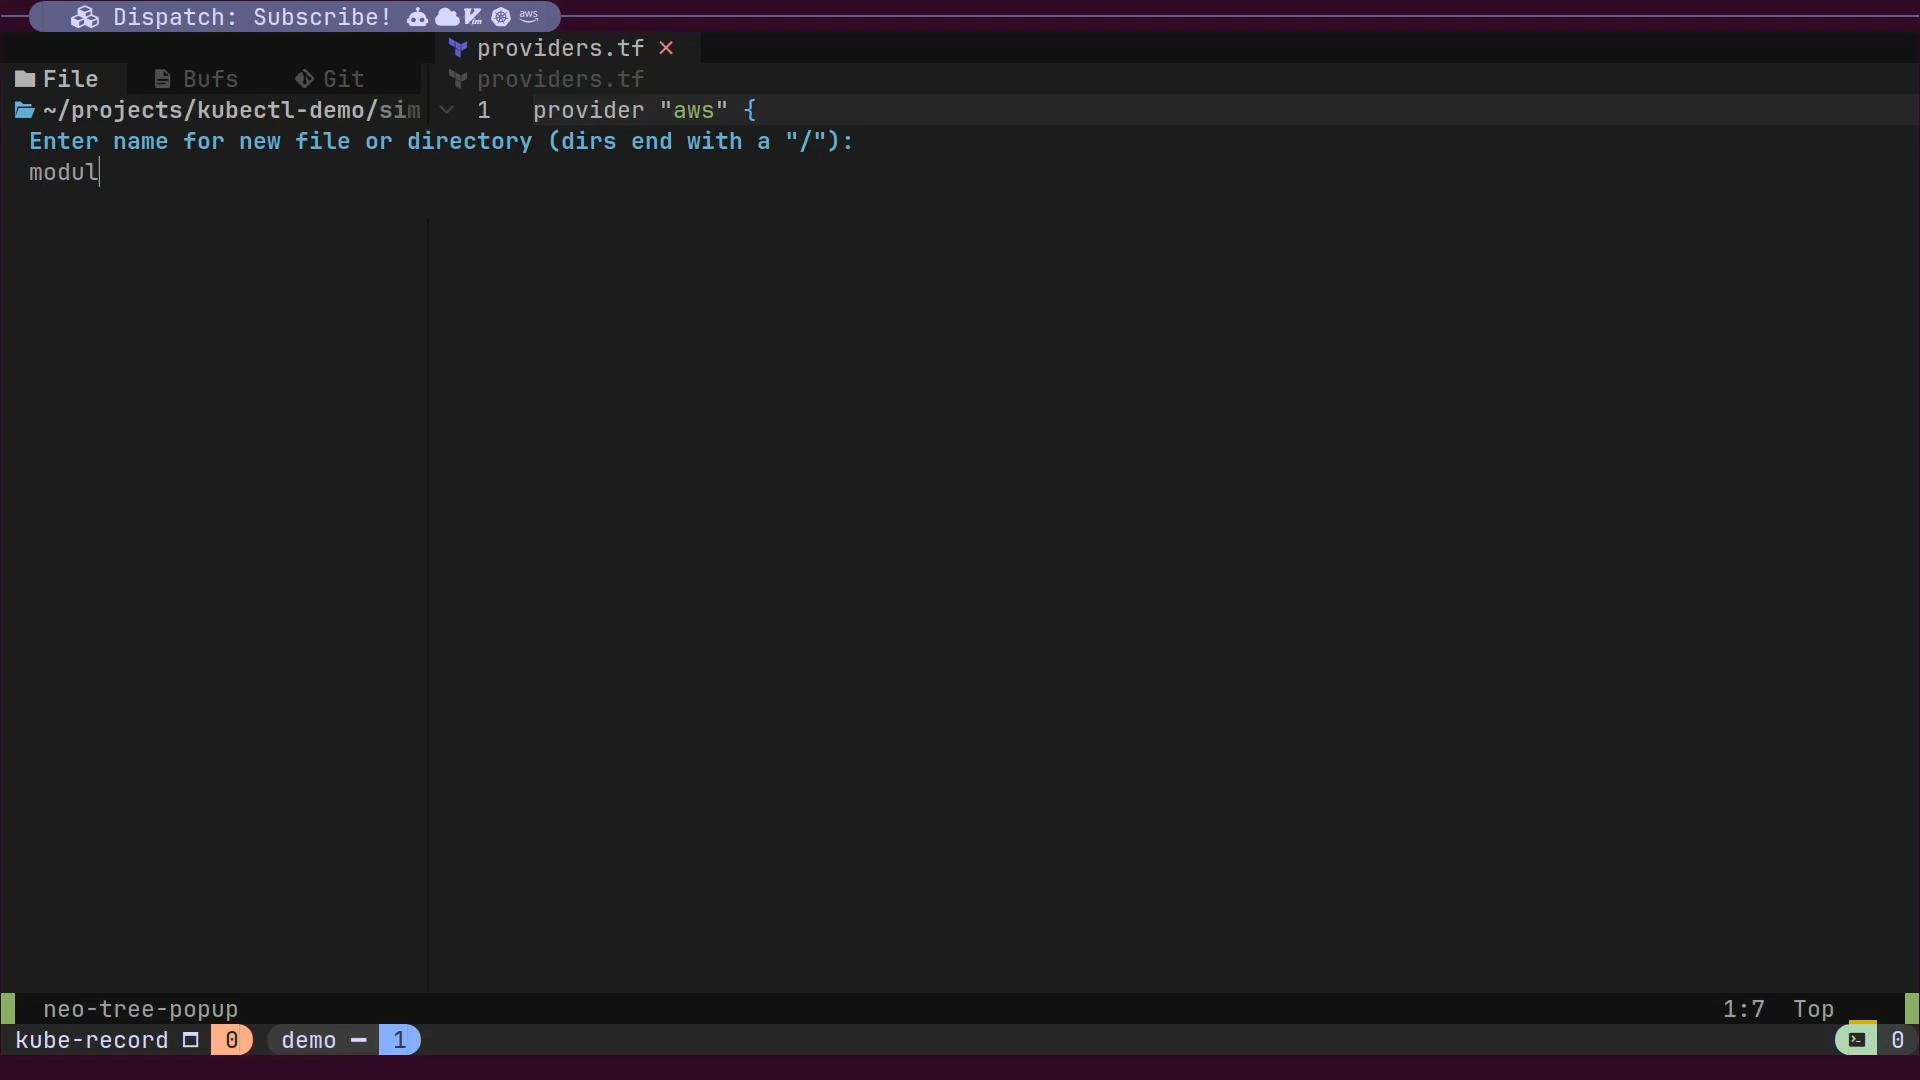 Dispatch: Subscribe! aws
providers.tf ×
File Bufs Git providers.tf
~/projects/kubectl-demo/sim 1 provider "aws" {
Enter name for new file or directory (dirs end with a "/"):
modul
neo-tree-popup 1:7 Top
kube-record 0 demo 1 0